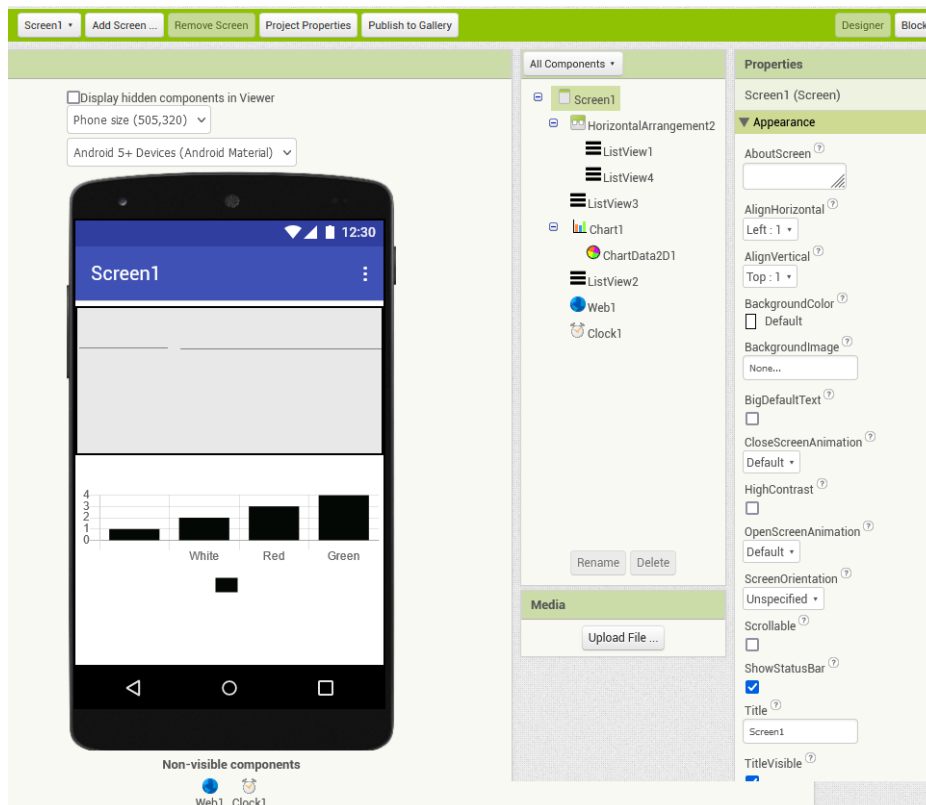 Screen1 ▾ Add Screen ... Remove Screen Project Properties Publish to Gallery Designer Block
Display hidden components in Viewer
Phone size (505,320)
Android 5+ Devices (Android Material)
12:30
Screen1
4
3
2
1
0
White Red Green
Non-visible components
Web1 Clock1
All Components ▾
Screen1
HorizontalArrangement2
ListView1
ListView4
ListView3
Chart1
ChartData2D1
ListView2
Web1
Clock1
Rename Delete
Media
Upload File ...
Properties
Screen1 (Screen)
Appearance
AboutScreen ?
AlignHorizontal ?
Left : 1 ▾
AlignVertical ?
Top : 1 ▾
BackgroundColor ?
Default
BackgroundImage ?
None...
BigDefaultText ?
CloseScreenAnimation ?
Default ▾
HighContrast ?
OpenScreenAnimation ?
Default ▾
ScreenOrientation ?
Unspecified ▾
Scrollable ?
ShowStatusBar ?
Title ?
Screen1
TitleVisible ?